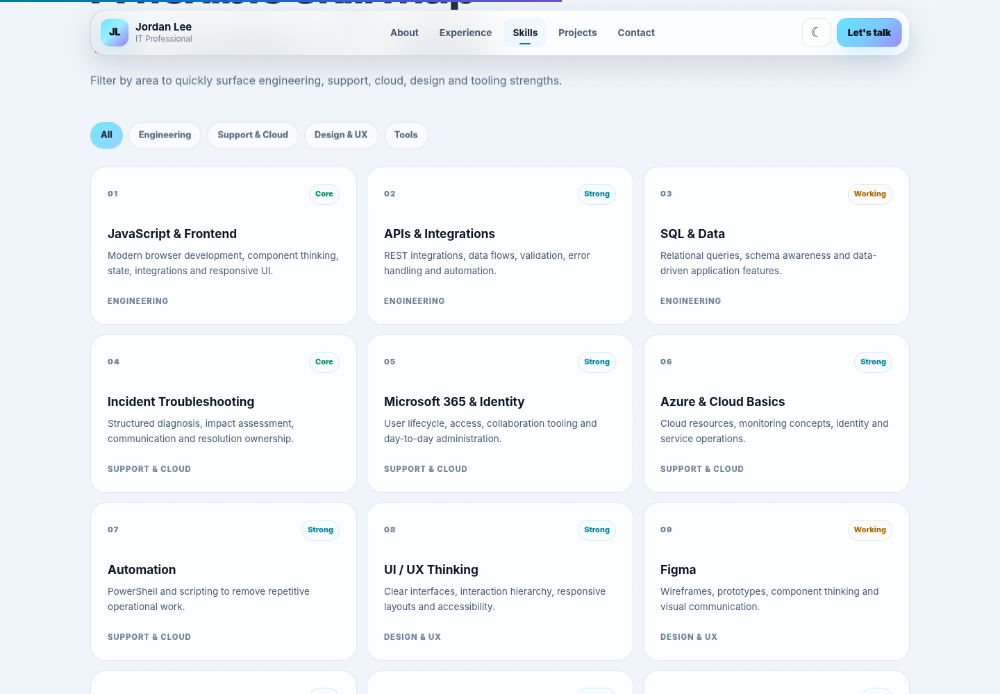 JL
Jordan Lee
IT Professional
About
Experience
Skills
Projects
Contact
☾
Let's talk
Filter by area to quickly surface engineering, support, cloud, design and tooling strengths.
All
Engineering
Support & Cloud
Design & UX
Tools
01
Core
JavaScript & Frontend
Modern browser development, component thinking,
state, integrations and responsive UI.
ENGINEERING
02
Strong
APIs & Integrations
REST integrations, data flows, validation, error
handling and automation.
ENGINEERING
03
Working
SQL & Data
Relational queries, schema awareness and data-
driven application features.
ENGINEERING
04
Core
Incident Troubleshooting
Structured diagnosis, impact assessment,
communication and resolution ownership.
SUPPORT & CLOUD
05
Strong
Microsoft 365 & Identity
User lifecycle, access, collaboration tooling and
day-to-day administration.
SUPPORT & CLOUD
06
Strong
Azure & Cloud Basics
Cloud resources, monitoring concepts, identity and
service operations.
SUPPORT & CLOUD
07
Strong
Automation
PowerShell and scripting to remove repetitive
operational work.
SUPPORT & CLOUD
08
Strong
UI / UX Thinking
Clear interfaces, interaction hierarchy, responsive
layouts and accessibility.
DESIGN & UX
09
Working
Figma
Wireframes, prototypes, component thinking and
visual communication.
DESIGN & UX